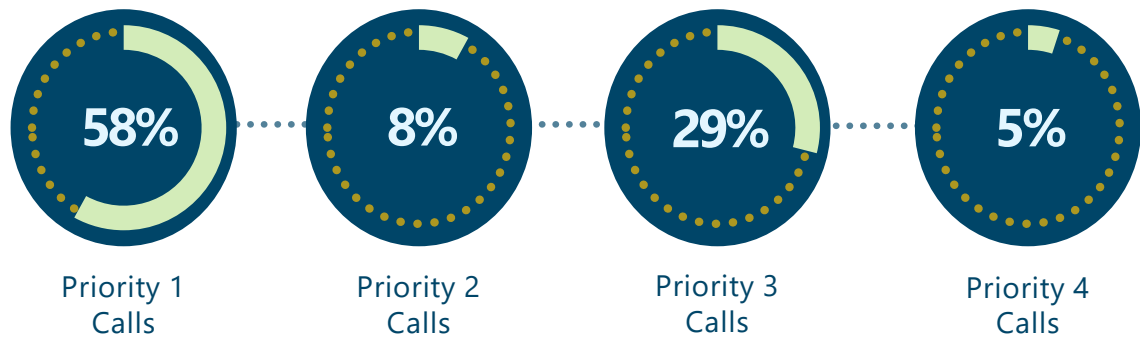 58%
8%
29%
5%
Priority 1
Calls
Priority 2
Calls
Priority 3
Calls
Priority 4
Calls